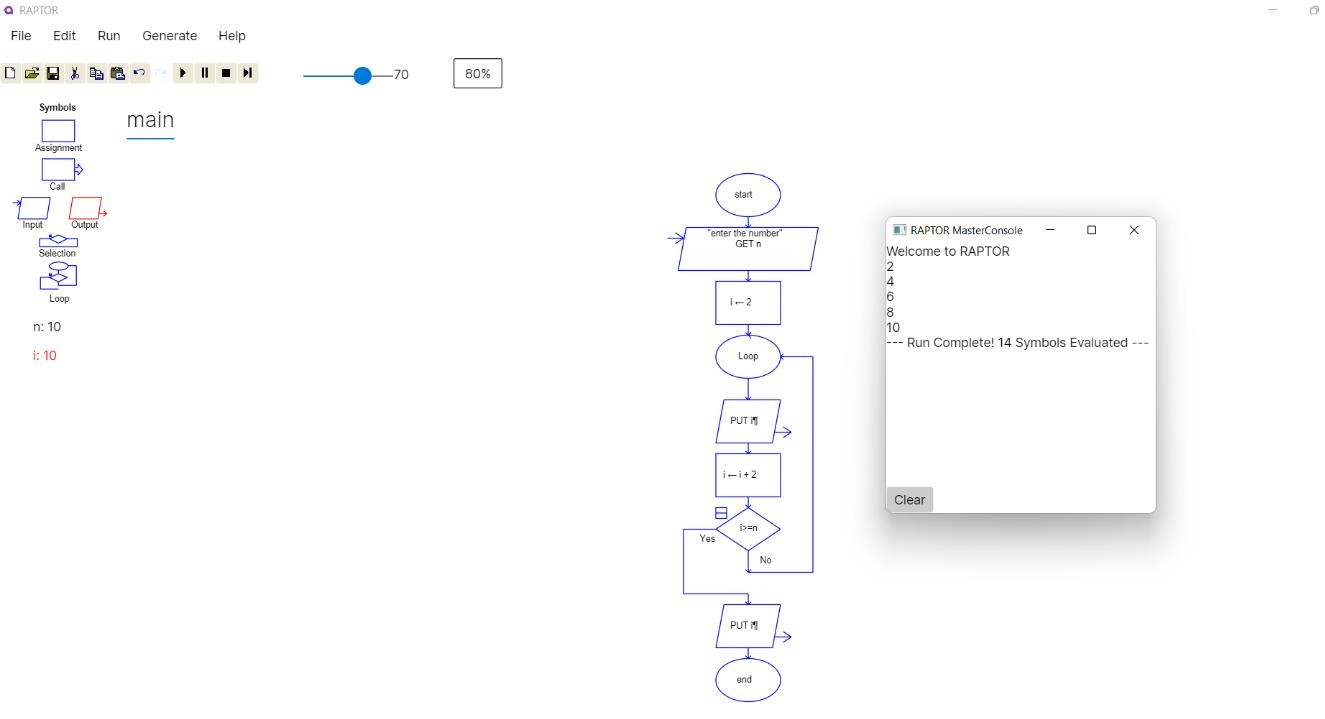 RAPTOR
File Edit Run Generate Help
70
80%
Symbols
Assignment
Call
Input Output
Selection
Loop
n: 10
i: 10
main
start
"enter the number"
GET n
i ← 2
Loop
PUT i¶
i ← i + 2
i>=n
Yes
No
PUT i¶
end
RAPTOR MasterConsole
Welcome to RAPTOR
2
4
6
8
10
--- Run Complete! 14 Symbols Evaluated ---
Clear